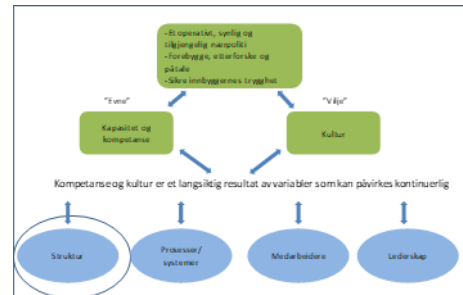 - Et operativt, synlig og
tilgjengelig nærpoliti
- Forebygge, etterforske og
påtale
- Sikre innbyggernes trygghet
"Evne"
"Vilje"
Kapasitet og
kompetanse
Kultur
Kompetanse og kultur er et langsiktig resultat av variabler som kan påvirkes kontinuerlig
Struktur
Prosesser/
systemer
Medarbeidere
Lederskap